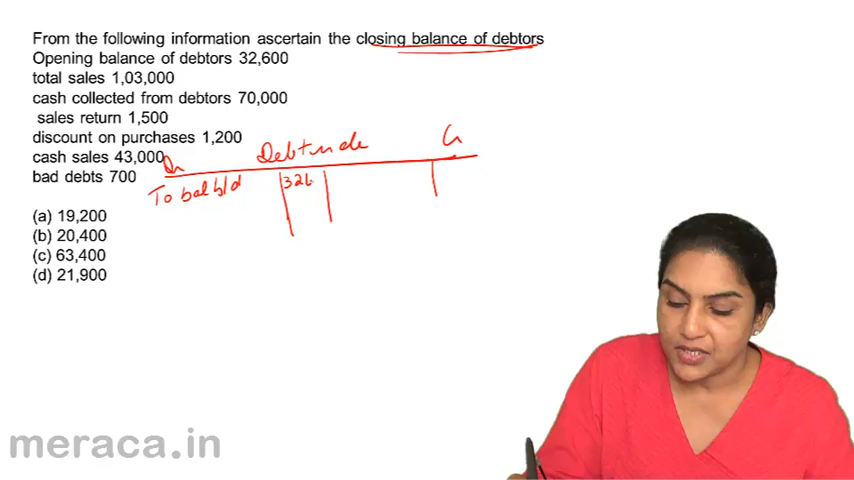 From the following information ascertain the closing balance of debtors
Opening balance of debtors 32,600
total sales 1,03,000
cash collected from debtors 70,000
sales return 1,500
discount on purchases 1,200
cash sales 43,000
bad debts 700
Dr Debtors a/c Cr
To bal b/d 326
(a) 19,200
(b) 20,400
(c) 63,400
(d) 21,900
meraca.in